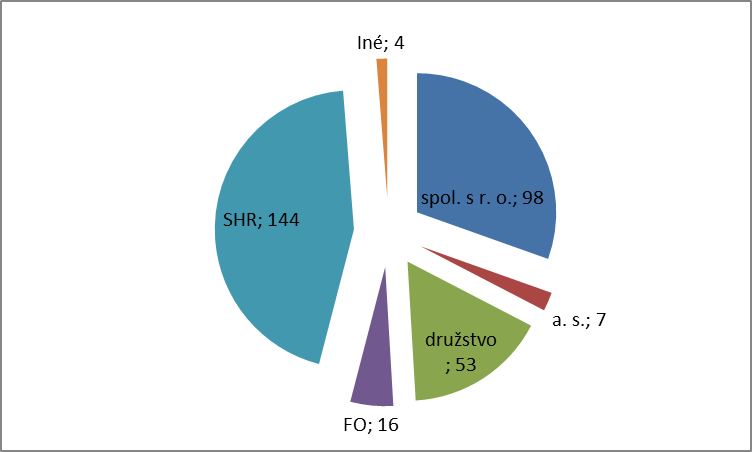 Iné; 4
spol. s r. o.; 98
SHR; 144
a. s.; 7
družstvo
; 53
FO; 16